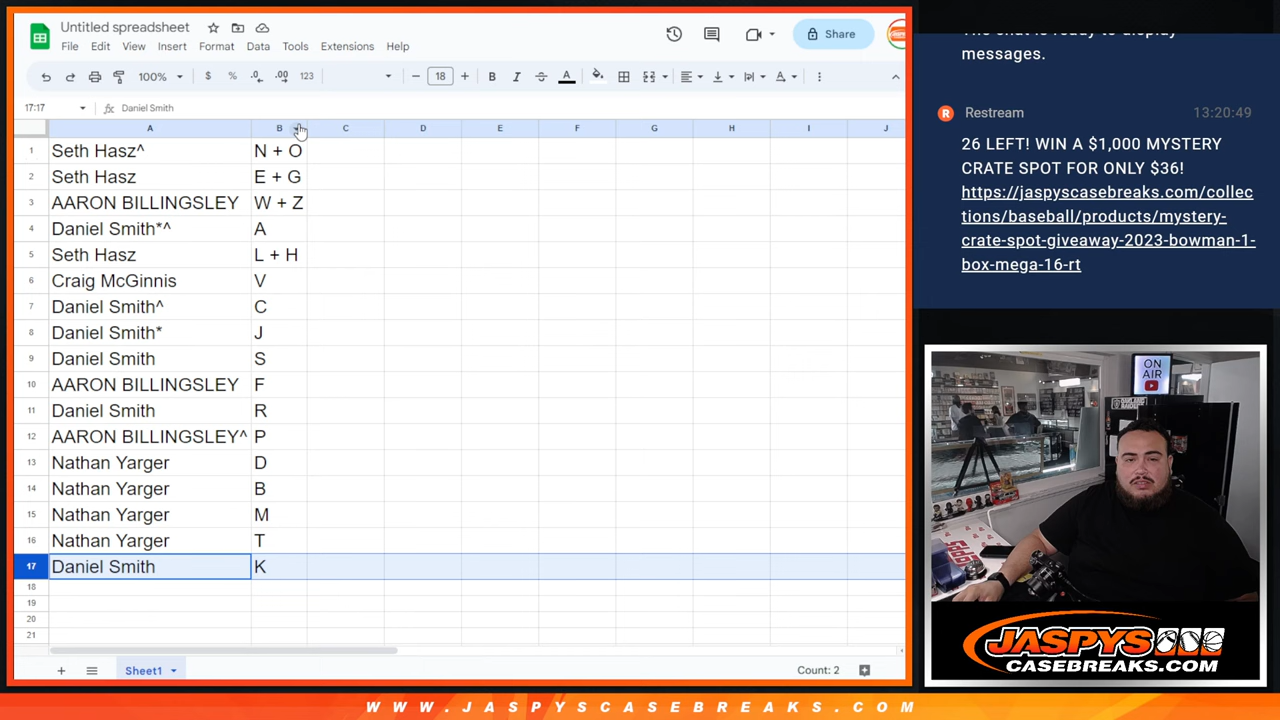 Untitled spreadsheet
File Edit View Insert Format Data Tools Extensions Help
Share
100% $ % .0 .00 123 18 B I A
17:17 fx Daniel Smith
A B C D E F G H I J
1 Seth Hasz^ N + O
2 Seth Hasz E + G
3 AARON BILLINGSLEY W + Z
4 Daniel Smith*^ A
5 Seth Hasz L + H
6 Craig McGinnis V
7 Daniel Smith^ C
8 Daniel Smith* J
9 Daniel Smith S
10 AARON BILLINGSLEY F
11 Daniel Smith R
12 AARON BILLINGSLEY^ P
13 Nathan Yarger D
14 Nathan Yarger B
15 Nathan Yarger M
16 Nathan Yarger T
17 Daniel Smith K
18
19
20
21
Sheet1
Count: 2
The chat is ready to display
messages.
R Restream 13:20:49
26 LEFT! WIN A $1,000 MYSTERY
CRATE SPOT FOR ONLY $36!
https://jaspyscasebreaks.com/collec
tions/baseball/products/mystery-
crate-spot-giveaway-2023-bowman-1-
box-mega-16-rt
ON
AIR
JASPYS
CASEBREAKS.COM
WWW.JASPYSCASEBREAKS.COM